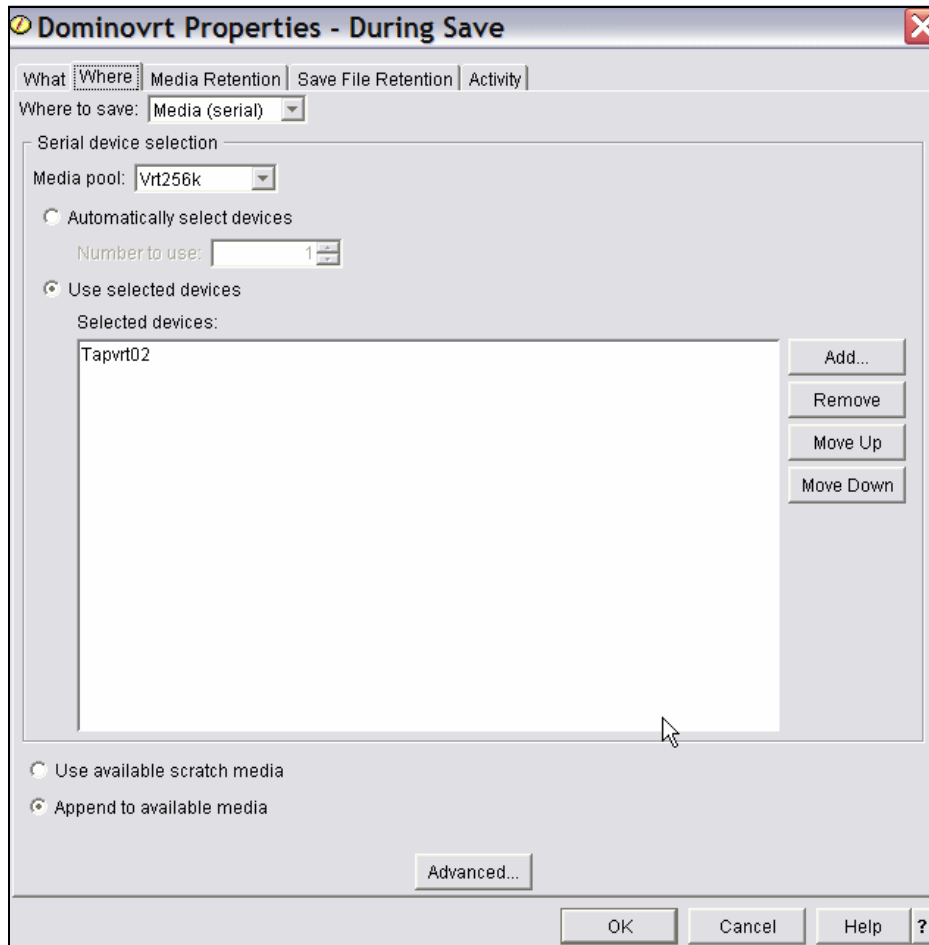 Dominovrt Properties - During Save
What Where Media Retention Save File Retention Activity
Where to save: Media (serial)
Serial device selection
Media pool: Vrt256k
Automatically select devices
Number to use: 1
Use selected devices
Selected devices:
Tapvrt02
Add...
Remove
Move Up
Move Down
Use available scratch media
Append to available media
Advanced...
OK Cancel Help ?